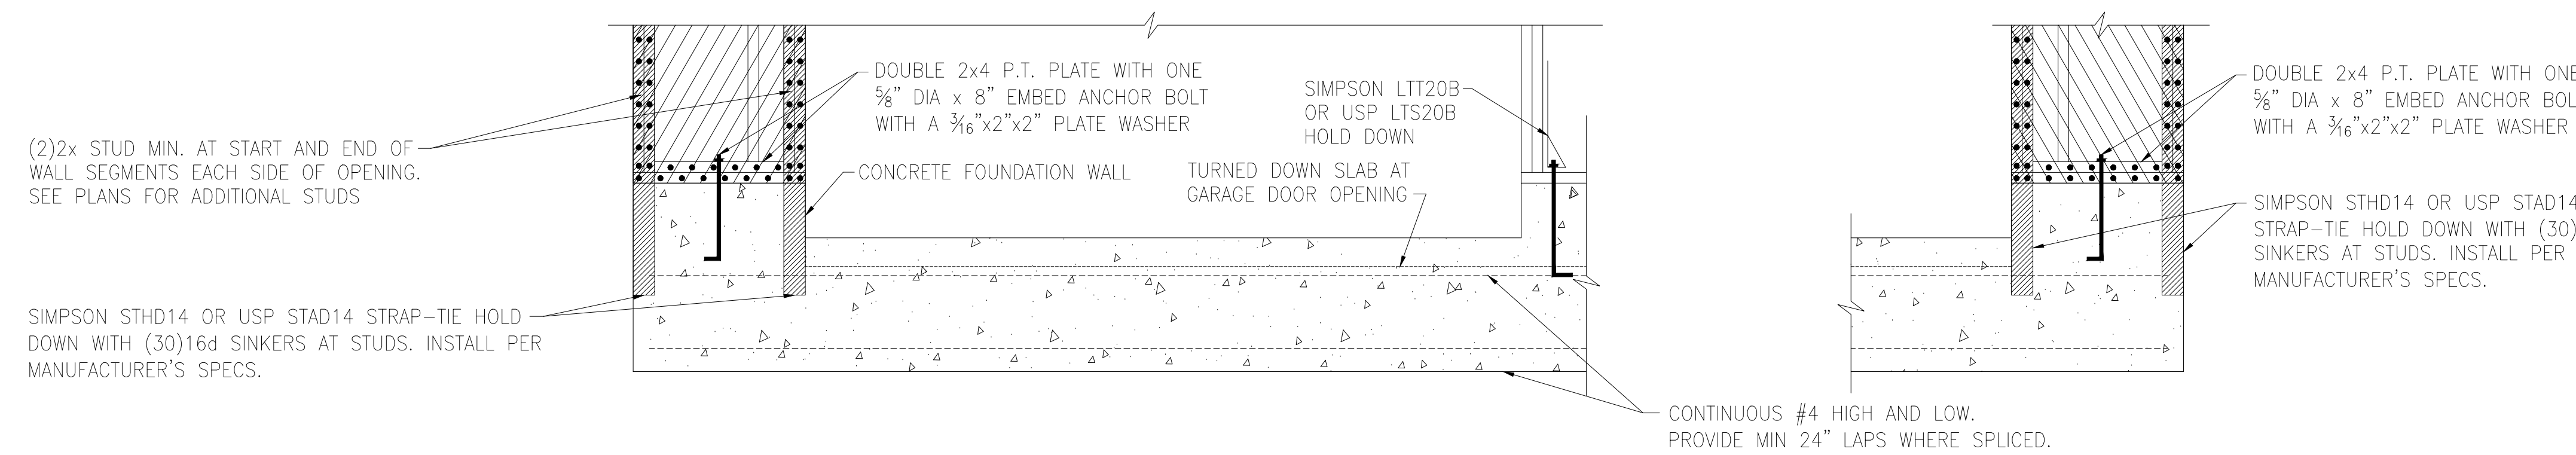 (2)2x STUD MIN. AT START AND END OF
WALL SEGMENTS EACH SIDE OF OPENING.
SEE PLANS FOR ADDITIONAL STUDS
SIMPSON STHD14 OR USP STAD14 STRAP-TIE HOLD
DOWN WITH (30)16d SINKERS AT STUDS. INSTALL PER
MANUFACTURER'S SPECS.
DOUBLE 2x4 P.T. PLATE WITH ONE
5/8" DIA x 8" EMBED ANCHOR BOLT
WITH A 3/16"x2"x2" PLATE WASHER
CONCRETE FOUNDATION WALL
SIMPSON LTT20B
OR USP LTS20B
HOLD DOWN
TURNED DOWN SLAB AT
GARAGE DOOR OPENING
CONTINUOUS #4 HIGH AND LOW.
PROVIDE MIN 24" LAPS WHERE SPLICED.
DOUBLE 2x4 P.T. PLATE WITH ONE
5/8" DIA x 8" EMBED ANCHOR BOL
WITH A 3/16"x2"x2" PLATE WASHER
SIMPSON STHD14 OR USP STAD14
STRAP-TIE HOLD DOWN WITH (30)
SINKERS AT STUDS. INSTALL PER
MANUFACTURER'S SPECS.